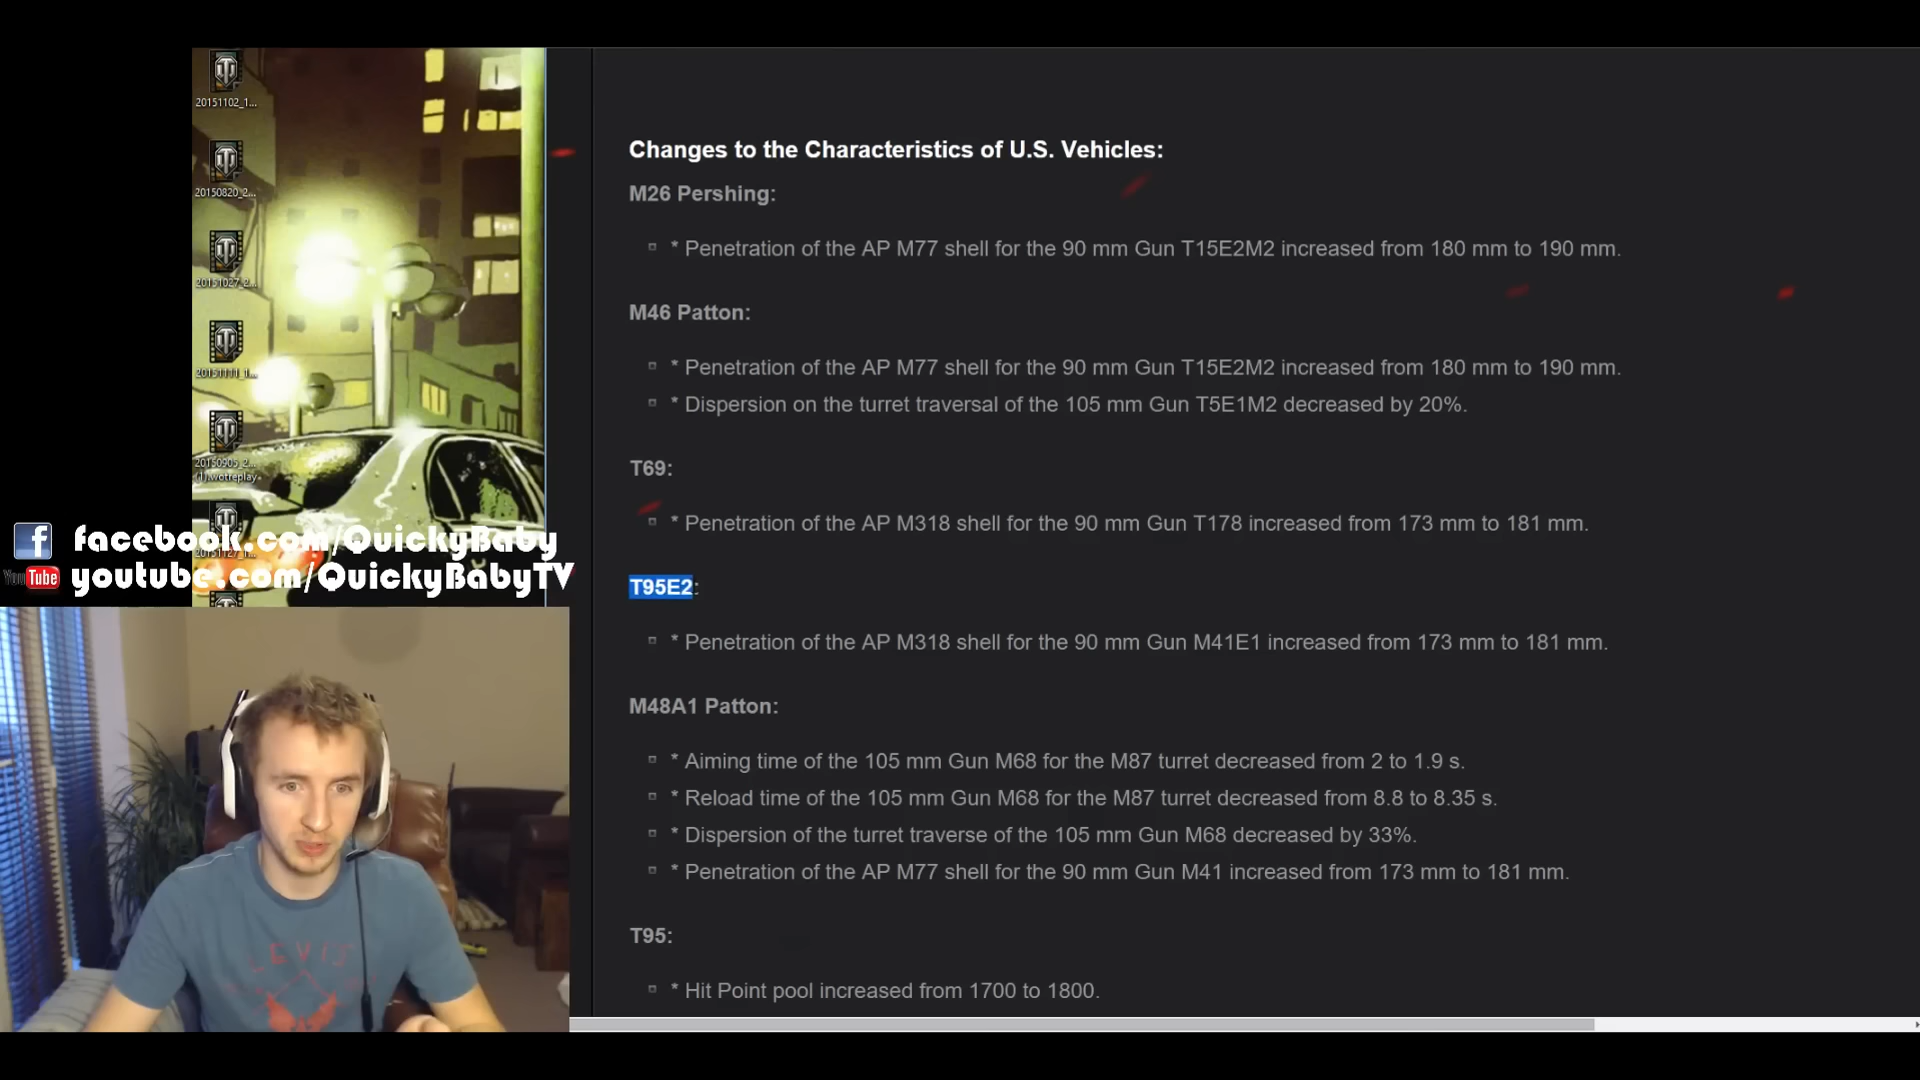 20151102_1...
20150820_2...
20151027_2...
20151111_1...
20150905_2...
(1).wotreplay
facebook.com/QuickyBaby
YouTube youtube.com/QuickyBabyTV
LEVIS
Changes to the Characteristics of U.S. Vehicles:
M26 Pershing:
* Penetration of the AP M77 shell for the 90 mm Gun T15E2M2 increased from 180 mm to 190 mm.
M46 Patton:
* Penetration of the AP M77 shell for the 90 mm Gun T15E2M2 increased from 180 mm to 190 mm.
* Dispersion on the turret traversal of the 105 mm Gun T5E1M2 decreased by 20%.
T69:
* Penetration of the AP M318 shell for the 90 mm Gun T178 increased from 173 mm to 181 mm.
T95E2:
* Penetration of the AP M318 shell for the 90 mm Gun M41E1 increased from 173 mm to 181 mm.
M48A1 Patton:
* Aiming time of the 105 mm Gun M68 for the M87 turret decreased from 2 to 1.9 s.
* Reload time of the 105 mm Gun M68 for the M87 turret decreased from 8.8 to 8.35 s.
* Dispersion of the turret traverse of the 105 mm Gun M68 decreased by 33%.
* Penetration of the AP M77 shell for the 90 mm Gun M41 increased from 173 mm to 181 mm.
T95:
* Hit Point pool increased from 1700 to 1800.